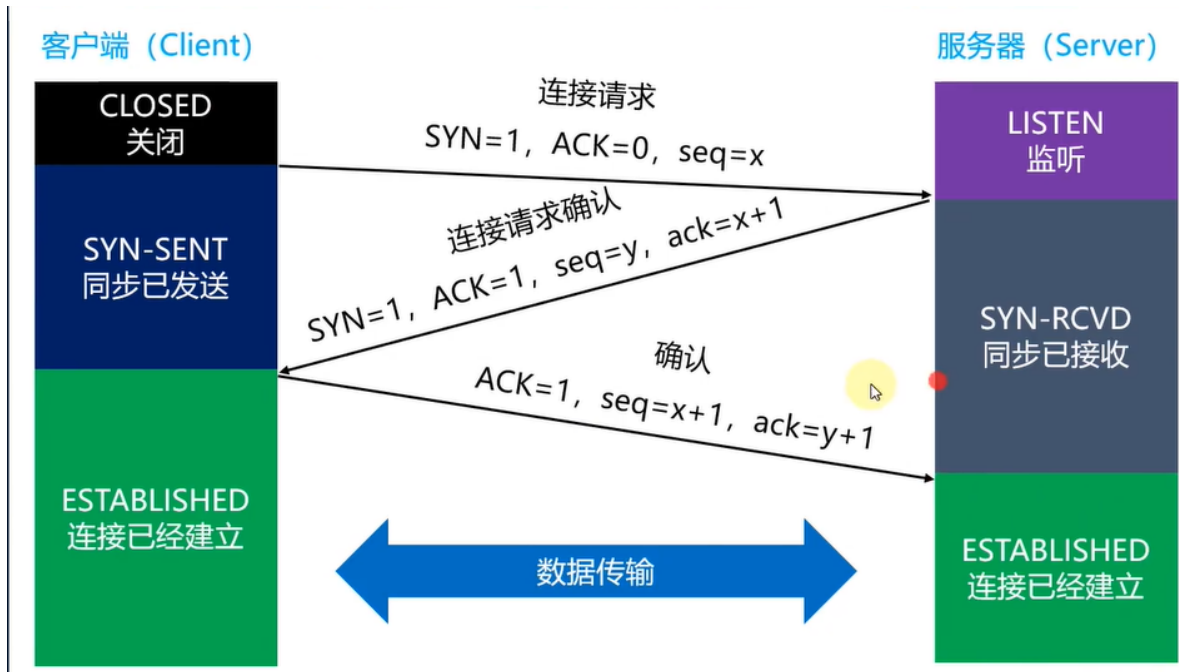 客户端（Client）
服务器（Server）
CLOSED
关闭
连接请求
SYN=1，ACK=0，seq=x
LISTEN
监听
SYN-SENT
同步已发送
连接请求确认
SYN=1，ACK=1，seq=y，ack=x+1
SYN-RCVD
同步已接收
确认
ACK=1，seq=x+1，ack=y+1
ESTABLISHED
连接已经建立
数据传输
ESTABLISHED
连接已经建立